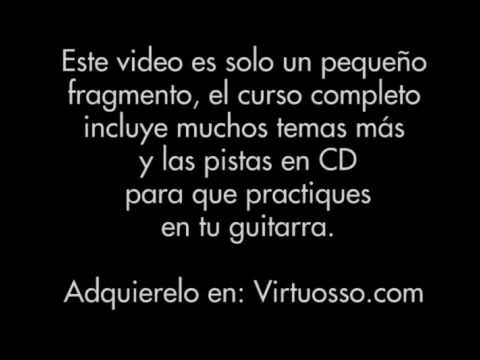 Este video es solo un pequeño
fragmento, el curso completo
incluye muchos temas más
y las pistas en CD
para que practiques
en tu guitarra.
Adquierelo en: Virtuosso.com